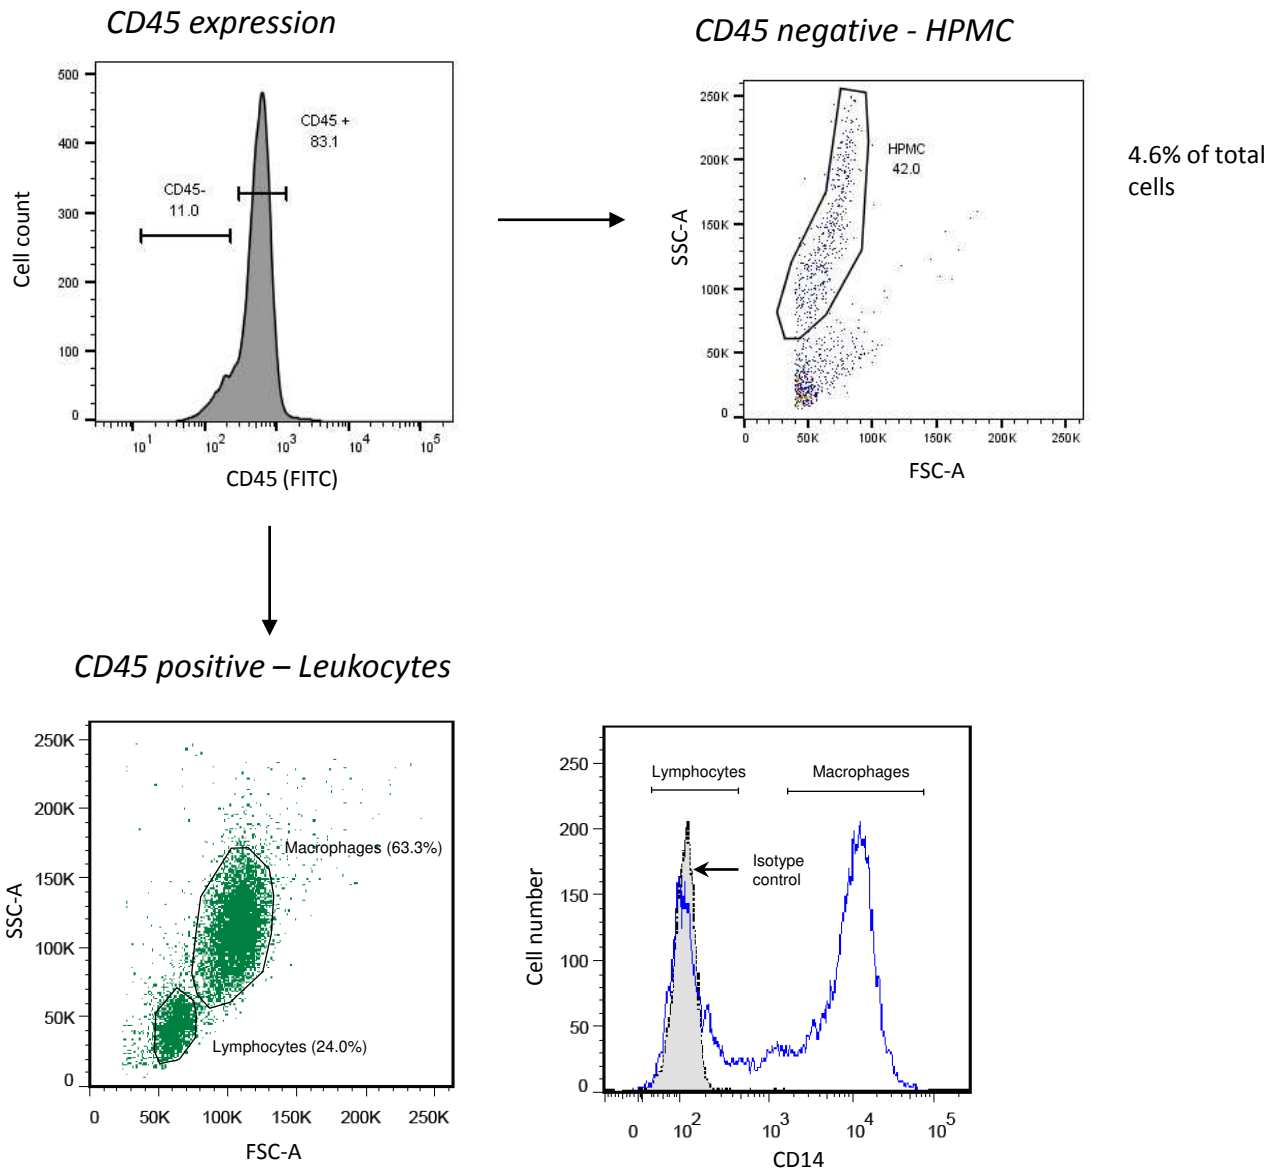 CD45 expression
500
400
300
200
100
0
Cell count
CD45 +
83.1
CD45-
11.0
10^1
10^2
10^3
10^4
10^5
CD45 (FITC)
CD45 negative - HPMC
250K
200K
150K
100K
50K
0
SSC-A
HPMC
42.0
0
50K
100K
150K
200K
250K
FSC-A
4.6% of total
cells
CD45 positive – Leukocytes
250K
200K
150K
100K
50K
0
SSC-A
Macrophages (63.3%)
Lymphocytes (24.0%)
0
50K
100K
150K
200K
250K
FSC-A
250
200
150
100
50
0
Cell number
Lymphocytes
Macrophages
Isotype
control
0
10^2
10^3
10^4
10^5
CD14